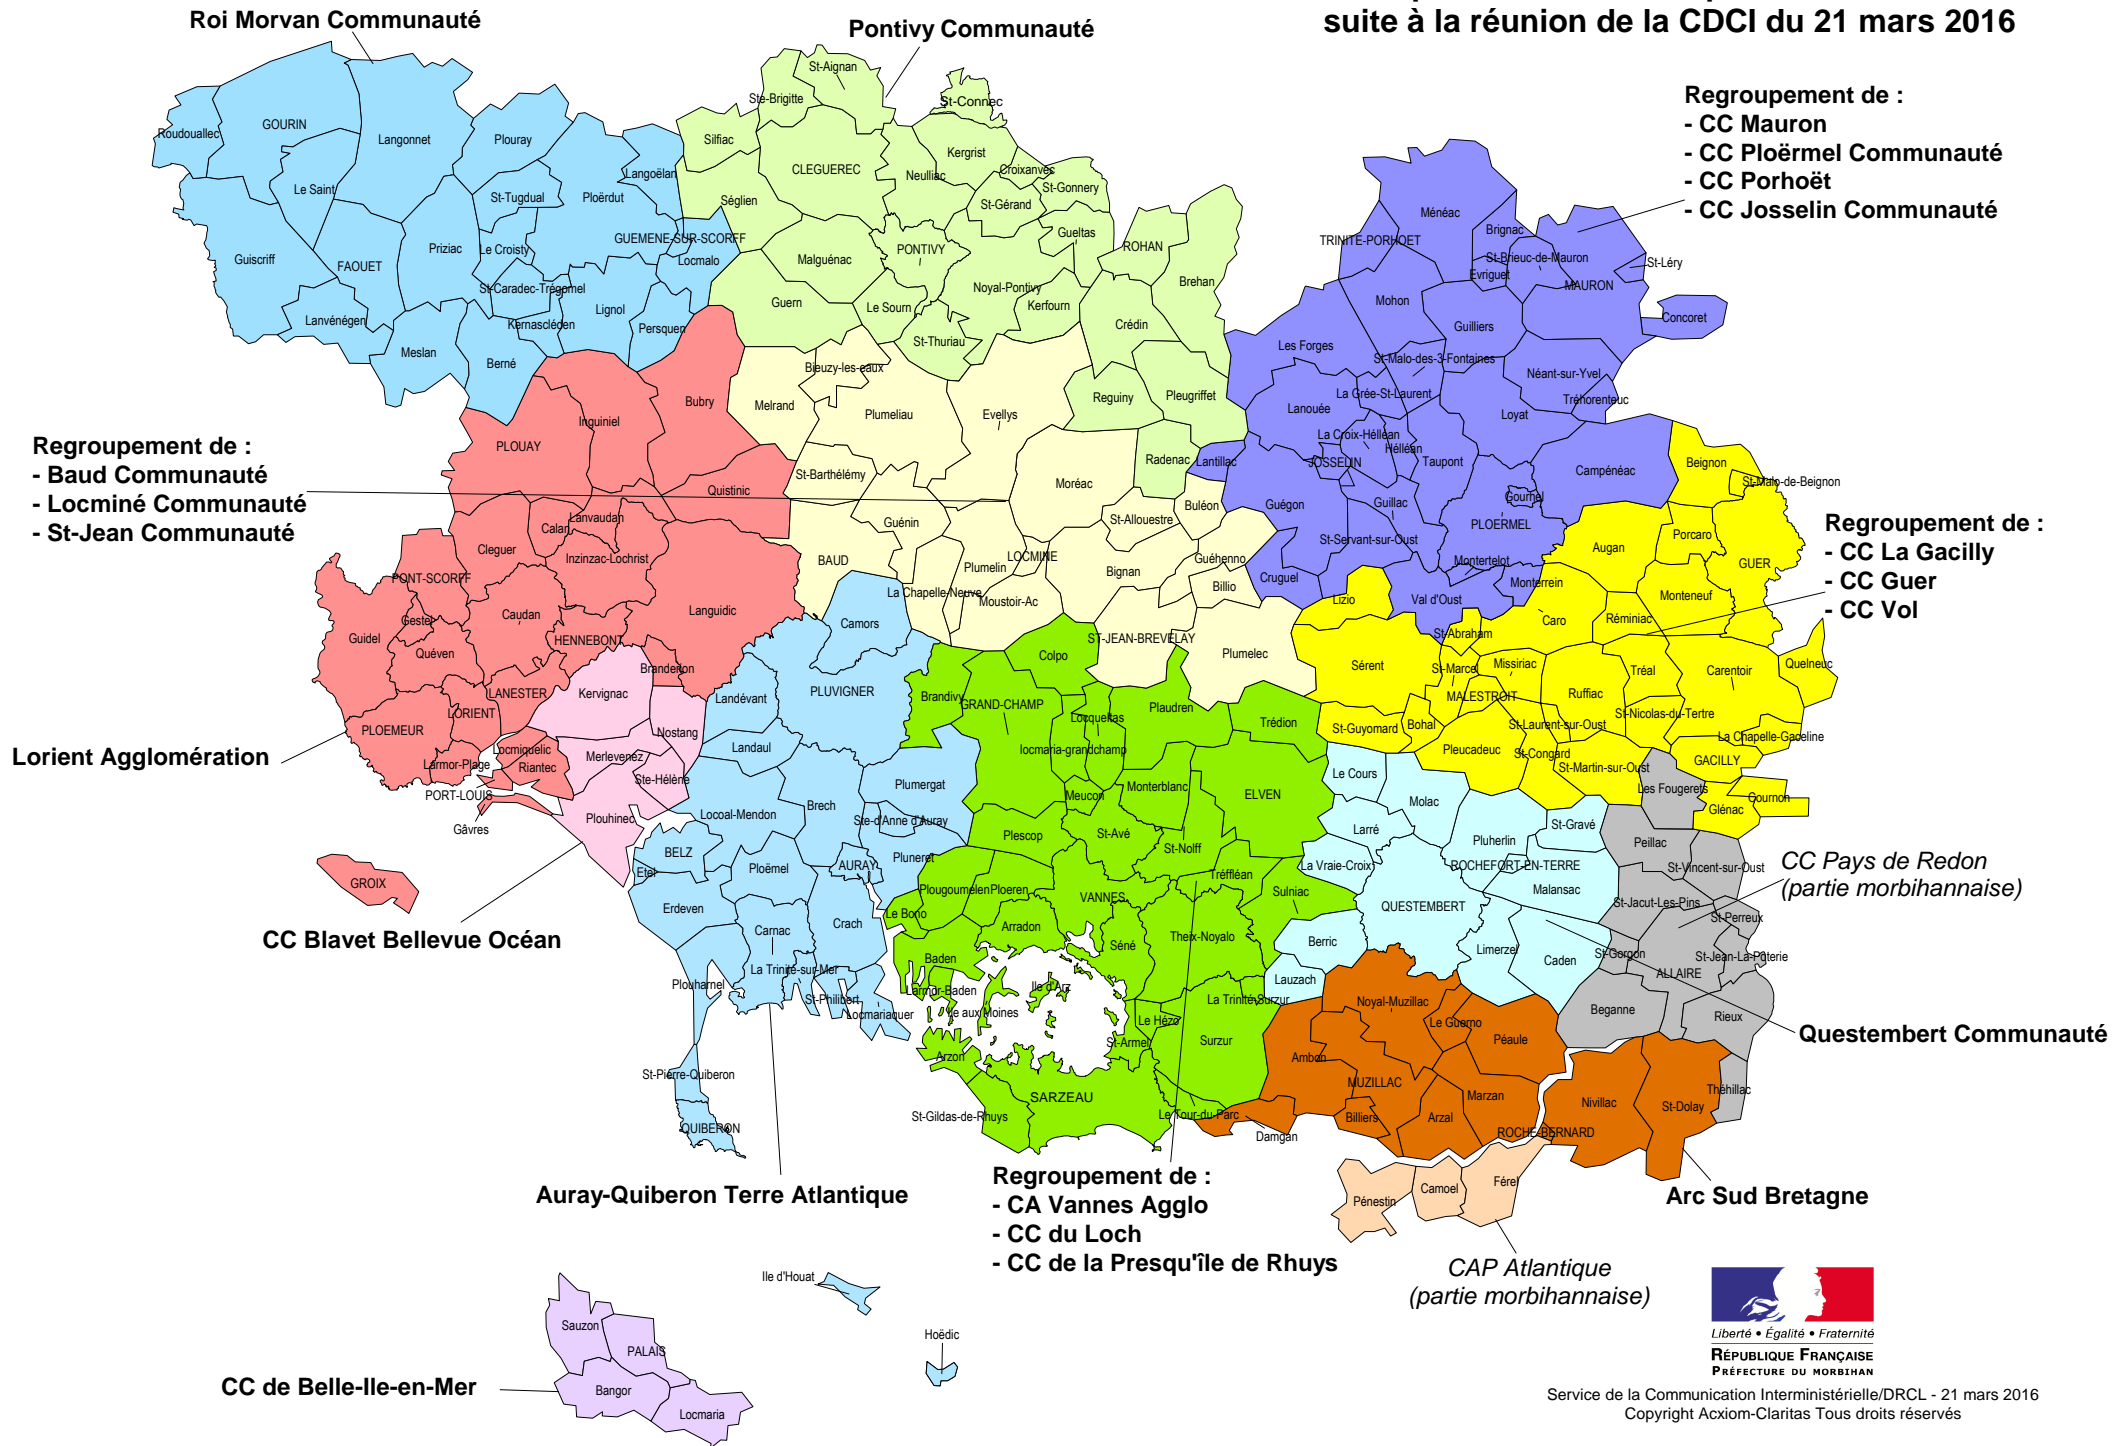 suite à la réunion de la CDCI du 21 mars 2016
Roi Morvan Communauté
Pontivy Communauté
Regroupement de :
- CC Mauron
- CC Ploërmel Communauté
- CC Porhoët
- CC Josselin Communauté
Regroupement de :
- Baud Communauté
- Locminé Communauté
- St-Jean Communauté
Regroupement de :
- CC La Gacilly
- CC Guer
- CC Vol
Lorient Agglomération
CC Blavet Bellevue Océan
CC Pays de Redon
(partie morbihannaise)
Questembert Communauté
Auray-Quiberon Terre Atlantique
Regroupement de :
- CA Vannes Agglo
- CC du Loch
- CC de la Presqu'île de Rhuys
Arc Sud Bretagne
CAP Atlantique
(partie morbihannaise)
CC de Belle-Ile-en-Mer
Roudouallec
GOURIN
Langonnet
Plouray
Le Saint
St-Tugdual
Ploërdut
Langoëlan
Guiscriff
FAOUET
Priziac
Le Croisty
GUEMENE-SUR-SCORFF
Locmalo
St-Caradec-Trégomel
Lanvénégen
Kernascléden
Lignol
Persquen
Meslan
Berné
St-Aignan
Ste-Brigitte
St-Connec
Silfiac
CLEGUEREC
Neulliac
Kergrist
Croixanvec
St-Gonnery
St-Gérand
Séglien
Gueltas
ROHAN
Malguénac
PONTIVY
Brehan
Noyal-Pontivy
Guern
Le Sourn
Kerfourn
Crédin
St-Thuriau
Reguiny
Pleugriffet
Radenac
Ménéac
TRINITE-PORHOET
Brignac
St-Brieuc-de-Mauron
St-Léry
Evriguet
MAURON
Mohon
Concoret
Guilliers
Les Forges
St-Malo-des-3-Fontaines
Néant-sur-Yvel
Tréhorenteuc
La Grée-St-Laurent
Lanouée
Loyat
La Croix-Hélléan
Hélléan
Lantillac
JOSSELIN
Taupont
Campénéac
Guégon
Guillac
Gourhel
PLOERMEL
St-Servant-sur-Oust
Montertelot
Cruguel
Val d'Oust
Monterrein
Bieuzy-les-eaux
Melrand
Plumeliau
Evellys
St-Barthélémy
Moréac
Buléon
Guénin
St-Allouestre
BAUD
LOCMINE
Guéhenno
Plumelin
Bignan
La Chapelle-Neuve
Moustoir-Ac
Billio
ST-JEAN-BREVELAY
Plumelec
Bubry
Inguiniel
PLOUAY
Quistinic
Lanvaudan
Calan
Cleguer
Inzinzac-Lochrist
PONT-SCORFF
Gestel
Caudan
Languidic
Guidel
HENNEBONT
Quéven
Branderion
LANESTER
LORIENT
PLOEMEUR
Locmiquelic
Larmor-Plage
Riantec
PORT-LOUIS
Gâvres
GROIX
Kervignac
Nostang
Merlevenez
Ste-Hélène
Plouhinec
Camors
PLUVIGNER
Landévant
Landaul
Plumergat
Locoal-Mendon
Brech
Ste-d'Anne d'Auray
BELZ
Etel
Ploëmel
AURAY
Pluneret
Erdeven
Carnac
Crach
La Trinité-sur-Mer
Plouharnel
St-Philibert
Locmariaquer
St-Pierre-Quiberon
QUIBERON
Ile d'Houat
Hoëdic
Colpo
Brandivy
GRAND-CHAMP
Locqueltas
Plaudren
Trédion
locmaria-grandchamp
Meucon
Monterblanc
ELVEN
Plescop
St-Avé
St-Nolff
Tréffléan
Plougoumelen
Ploeren
VANNES
Sulniac
Le Bono
Arradon
Séné
Theix-Noyalo
Baden
Larmor-Baden
Ile d'Arz
Ile aux Moines
La Trinité-Surzur
Le Hézo
Surzur
St-Armel
Arzon
SARZEAU
St-Gildas-de-Rhuys
Le Tour-du-Parc
Beignon
St-Malo-de-Beignon
Porcaro
Augan
GUER
Lizio
Caro
Monteneuf
Réminiac
St-Abraham
Sérent
St-Marcel
Missiriac
Tréal
Carentoir
Quelneuc
MALESTROIT
Ruffiac
St-Nicolas-du-Tertre
St-Guyomard
Bohal
St-Laurent-sur-Oust
La Chapelle-Gaceline
Pleucadeuc
St-Congard
St-Martin-sur-Oust
GACILLY
Cournon
Glénac
Le Cours
Molac
Larré
Pluherlin
St-Gravé
La Vraie-Croix
ROCHEFORT-EN-TERRE
Malansac
QUESTEMBERT
Berric
Limerzel
Caden
Lauzach
Les Fougerets
Peillac
St-Vincent-sur-Oust
St-Jacut-Les-Pins
St-Perreux
St-Gorgon
St-Jean-La-Poterie
ALLAIRE
Beganne
Rieux
Théhillac
Noyal-Muzillac
Le Guerno
Péaule
Ambon
MUZILLAC
Marzan
Billiers
Arzal
Nivillac
St-Dolay
ROCHE-BERNARD
Damgan
Pénestin
Camoel
Férel
Sauzon
PALAIS
Bangor
Locmaria
Liberté • Égalité • Fraternité
RÉPUBLIQUE FRANÇAISE
PRÉFECTURE DU MORBIHAN
Service de la Communication Interministérielle/DRCL - 21 mars 2016
Copyright Acxiom-Claritas Tous droits réservés